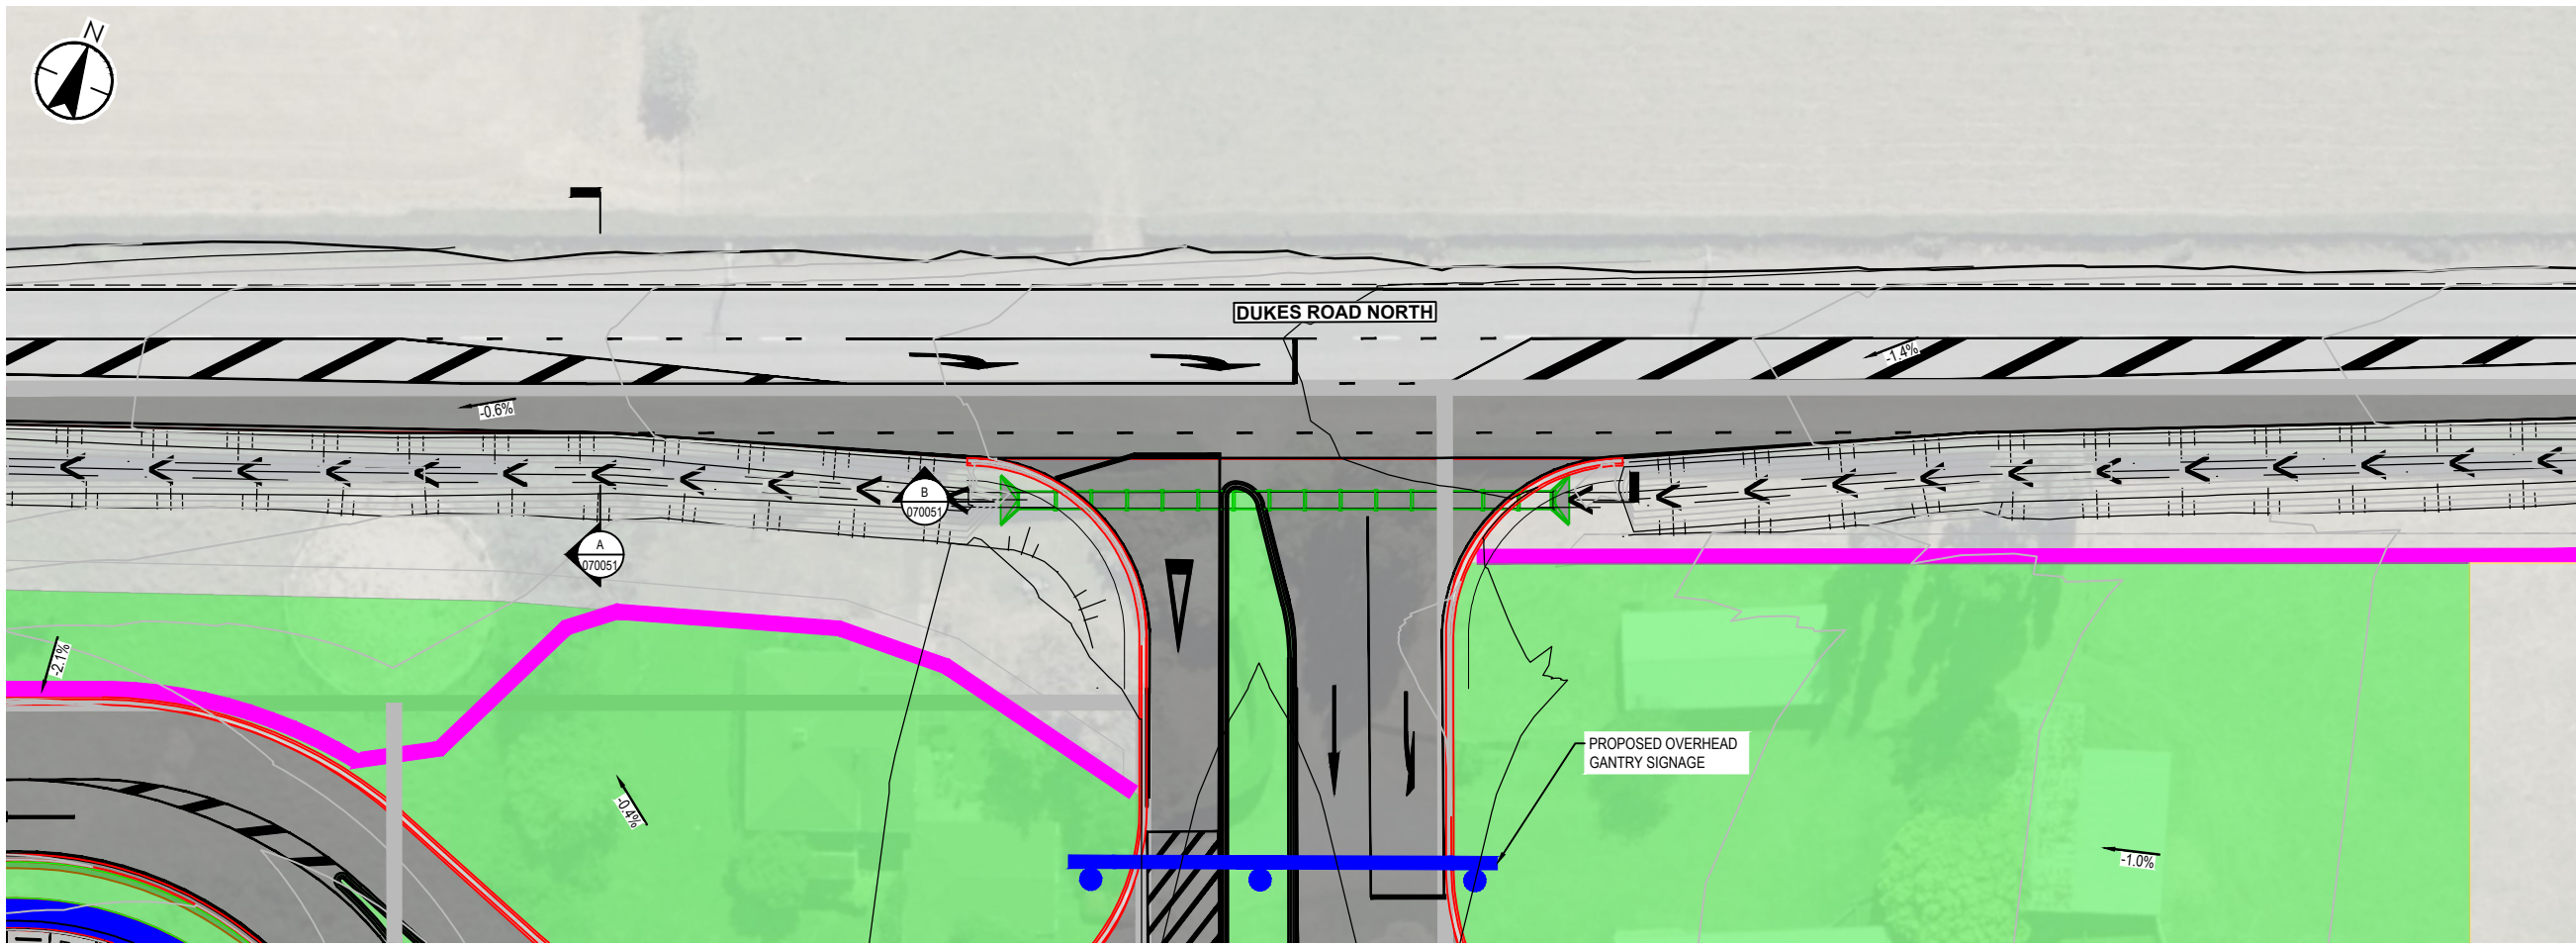 N
DUKES ROAD NORTH
-1.4%
-0.6%
B
070051
A
070051
-2.1%
PROPOSED OVERHEAD
GANTRY SIGNAGE
-0.4%
-1.0%